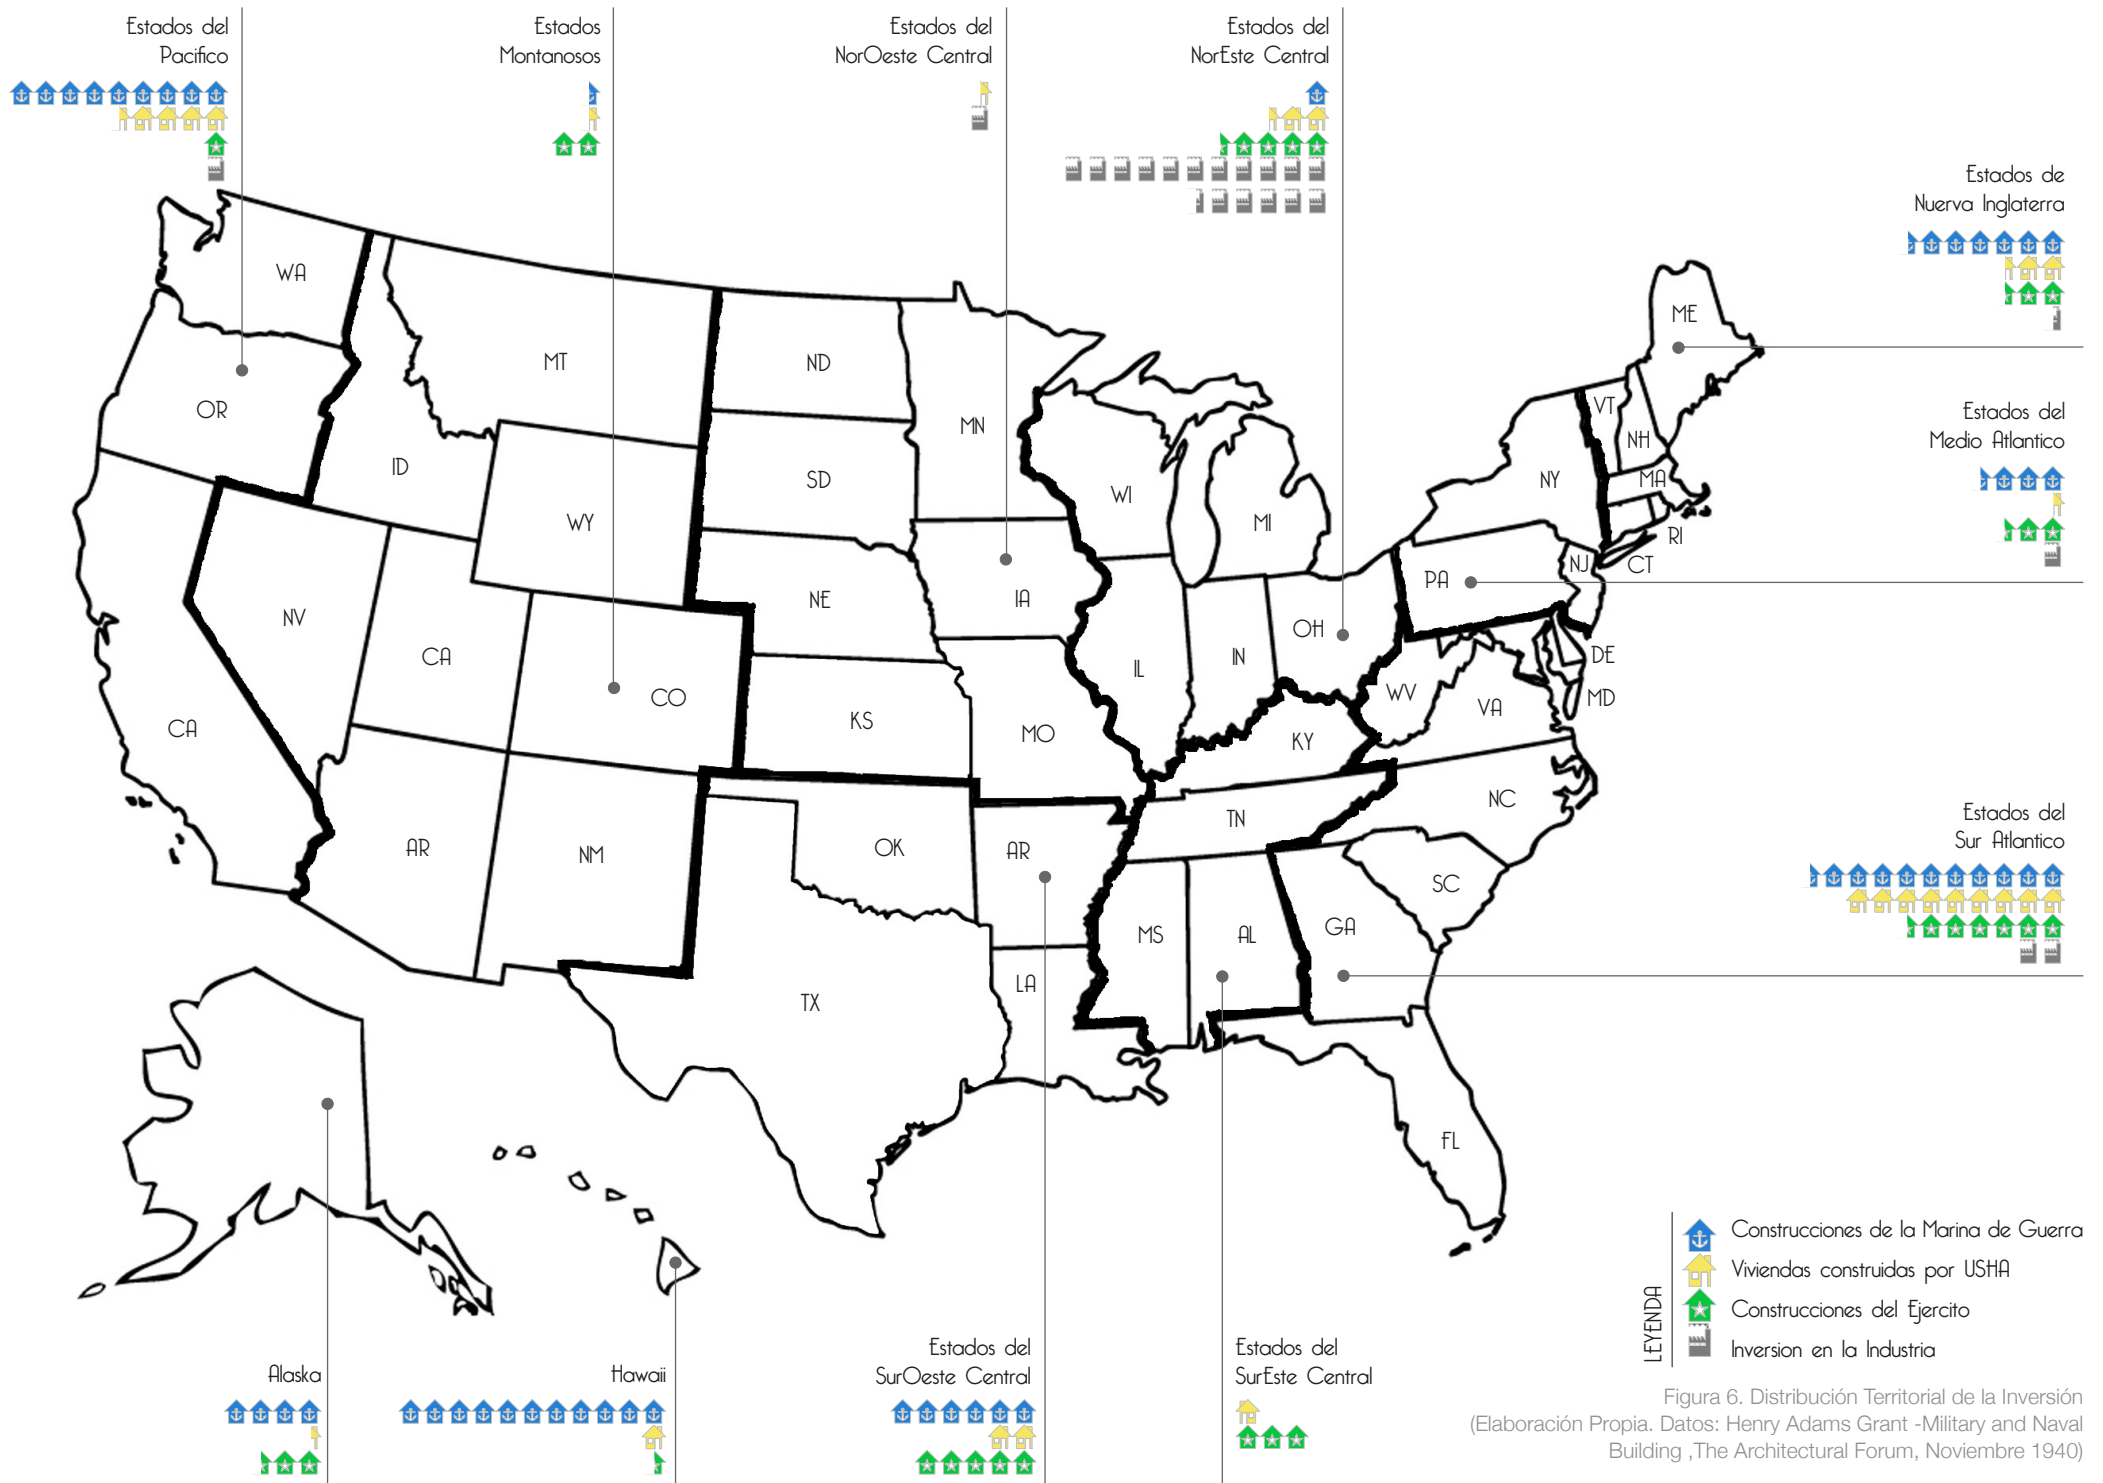 Estados del
Pacifico
Estados
Montanosos
Estados del
NorOeste Central
Estados del
NorEste Central
Estados de
Nuerva Inglaterra
Estados del
Medio Atlantico
Estados del
Sur Atlantico
WA
OR
MT
ID
WY
NV
CA
CA
CO
AR
NM
ND
SD
NE
KS
MN
IA
MO
OK
AR
TX
LA
WI
MI
IL
IN
OH
KY
TN
MS
AL
GA
FL
SC
NC
VA
WV
PA
NY
NJ
DE
MD
CT
RI
MA
NH
VT
ME
Alaska
Hawaii
Estados del
SurOeste Central
Estados del
SurEste Central
LEYENDA
Construcciones de la Marina de Guerra
Viviendas construidas por USHA
Construcciones del Ejercito
Inversion en la Industria
Figura 6. Distribución Territorial de la Inversión
(Elaboración Propia. Datos: Henry Adams Grant -Military and Naval
Building ,The Architectural Forum, Noviembre 1940)